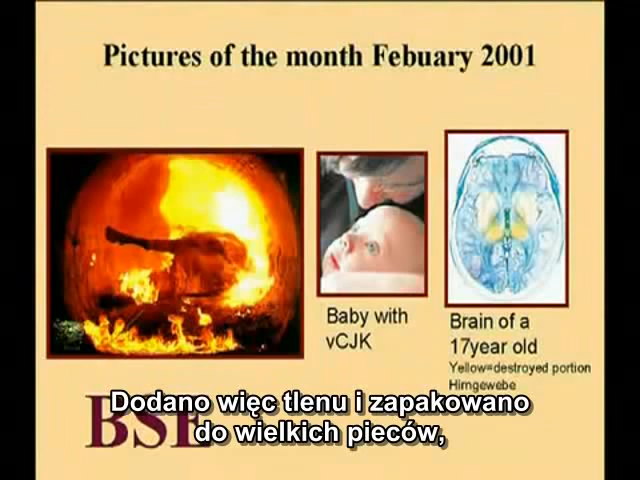 Pictures of the month Febuary 2001
Baby with
vCJK
Brain of a
17year old
Yellow=destroyed portion
Hirngewebe
BSE
Dodano więc tlenu i zapakowano
do wielkich pieców,